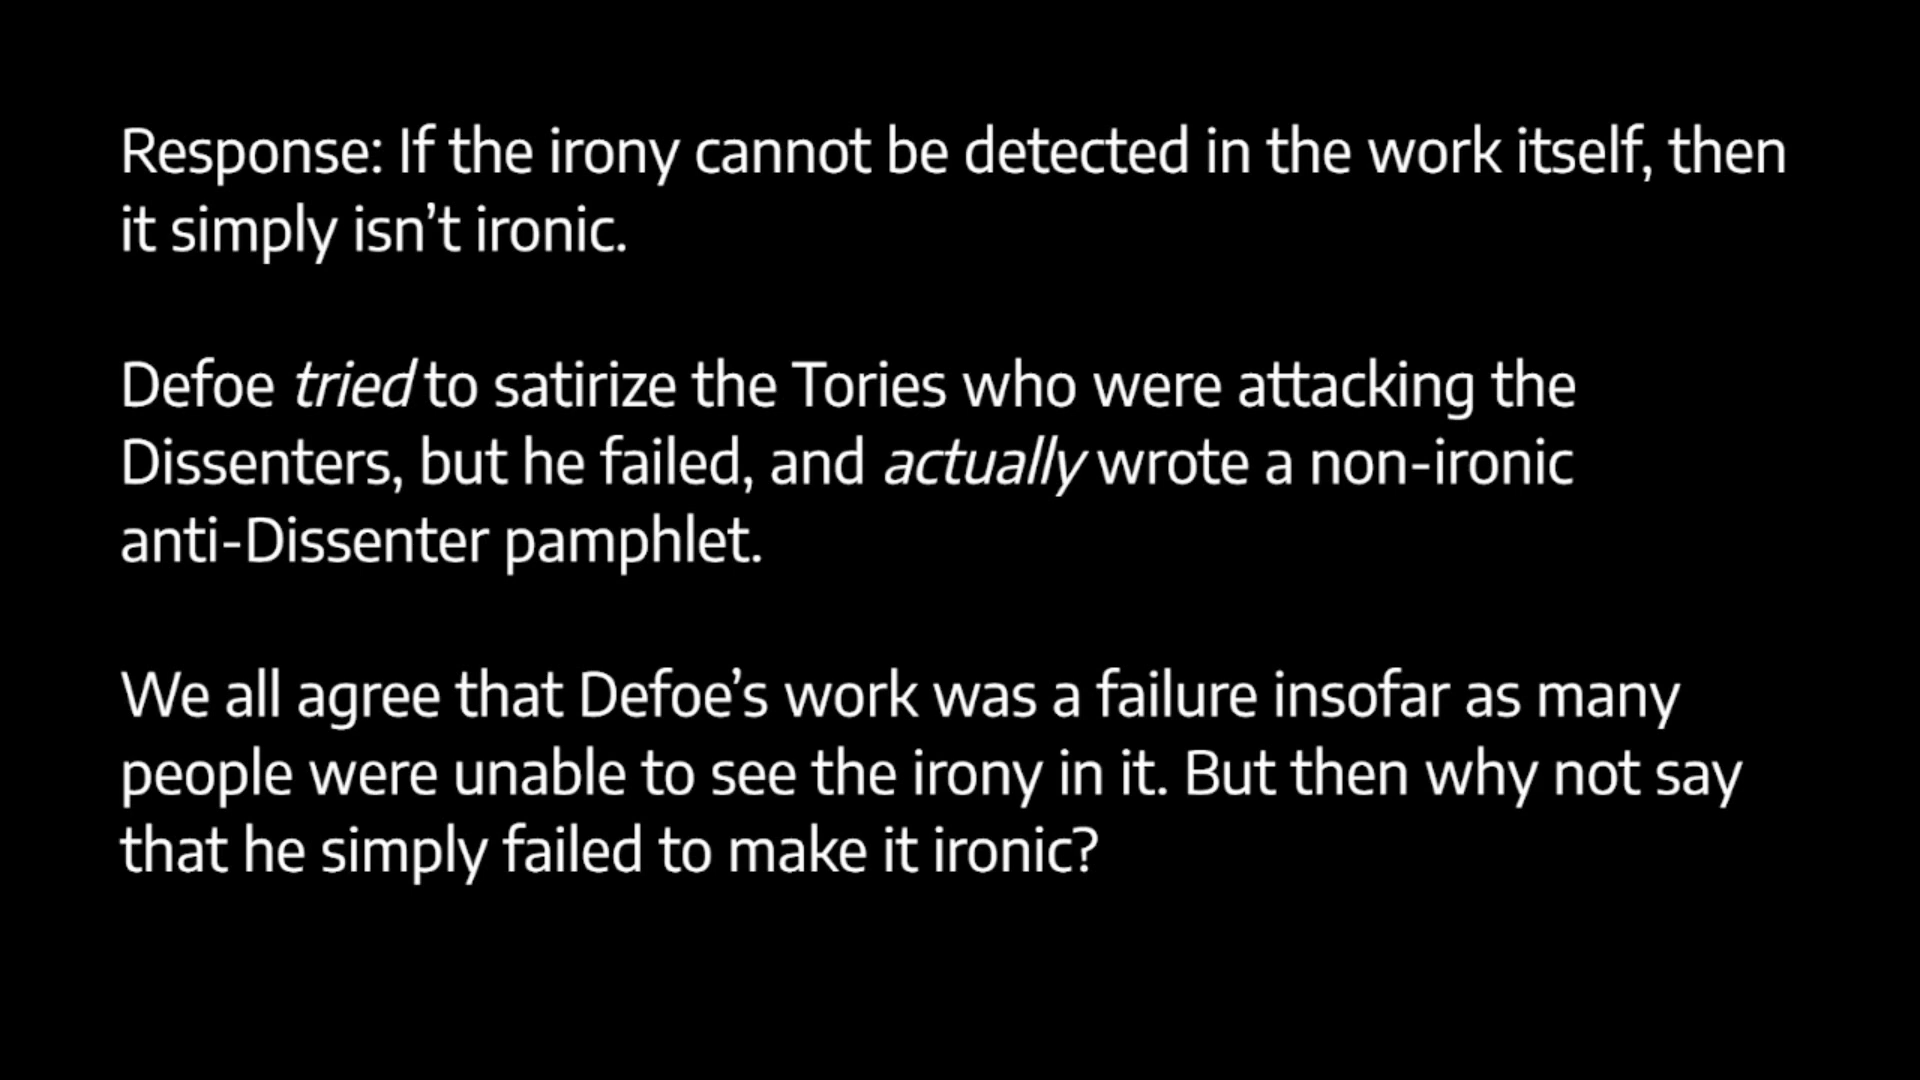 Response: If the irony cannot be detected in the work itself, then
it simply isn’t ironic.
Defoe tried to satirize the Tories who were attacking the
Dissenters, but he failed, and actually wrote a non-ironic
anti-Dissenter pamphlet.
We all agree that Defoe’s work was a failure insofar as many
people were unable to see the irony in it. But then why not say
that he simply failed to make it ironic?